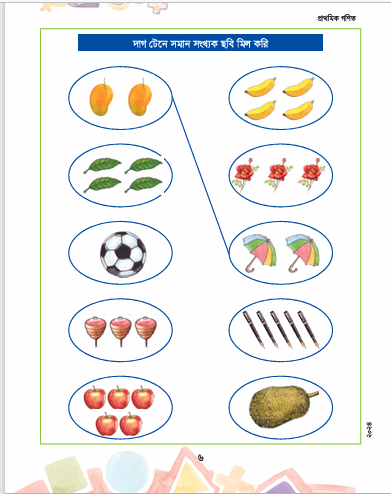 প্রাথমিক গণিত
দাগ টেনে সমান সংখ্যক ছবি মিল করি
৬
২০২৪